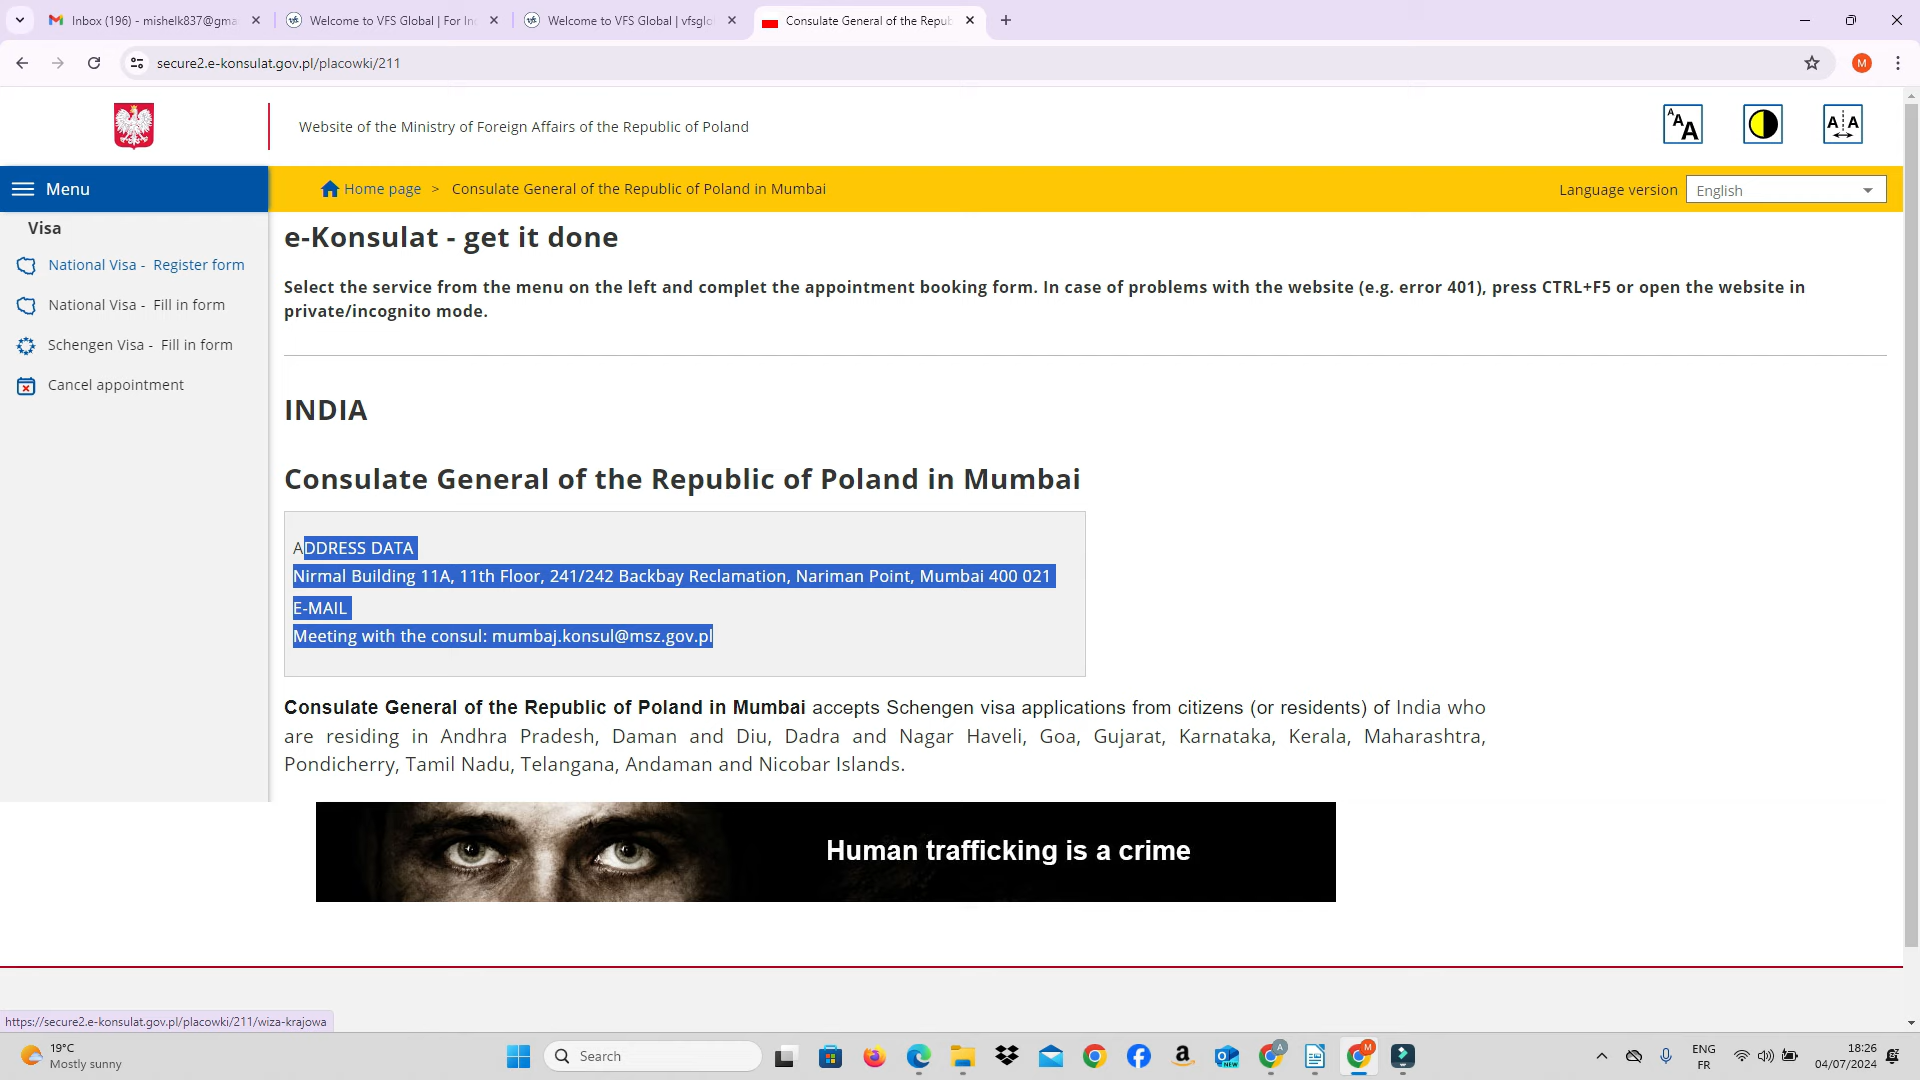 Inbox (196) - mishelk837@gma
Welcome to VFS Global | For In
Welcome to VFS Global | vfsglo
Consulate General of the Repub
secure2.e-konsulat.gov.pl/placowki/211
M
Website of the Ministry of Foreign Affairs of the Republic of Poland
Menu
Home page > Consulate General of the Republic of Poland in Mumbai
Language version
English
Visa
National Visa - Register form
National Visa - Fill in form
Schengen Visa - Fill in form
Cancel appointment
e-Konsulat - get it done
Select the service from the menu on the left and complet the appointment booking form. In case of problems with the website (e.g. error 401), press CTRL+F5 or open the website in
private/incognito mode.
INDIA
Consulate General of the Republic of Poland in Mumbai
ADDRESS DATA
Nirmal Building 11A, 11th Floor, 241/242 Backbay Reclamation, Nariman Point, Mumbai 400 021
E-MAIL
Meeting with the consul: mumbaj.konsul@msz.gov.pl
Consulate General of the Republic of Poland in Mumbai accepts Schengen visa applications from citizens (or residents) of India who
are residing in Andhra Pradesh, Daman and Diu, Dadra and Nagar Haveli, Goa, Gujarat, Karnataka, Kerala, Maharashtra,
Pondicherry, Tamil Nadu, Telangana, Andaman and Nicobar Islands.
Human trafficking is a crime
https://secure2.e-konsulat.gov.pl/placowki/211/wiza-krajowa
19°C
Mostly sunny
Search
ENG
FR
18:26
04/07/2024